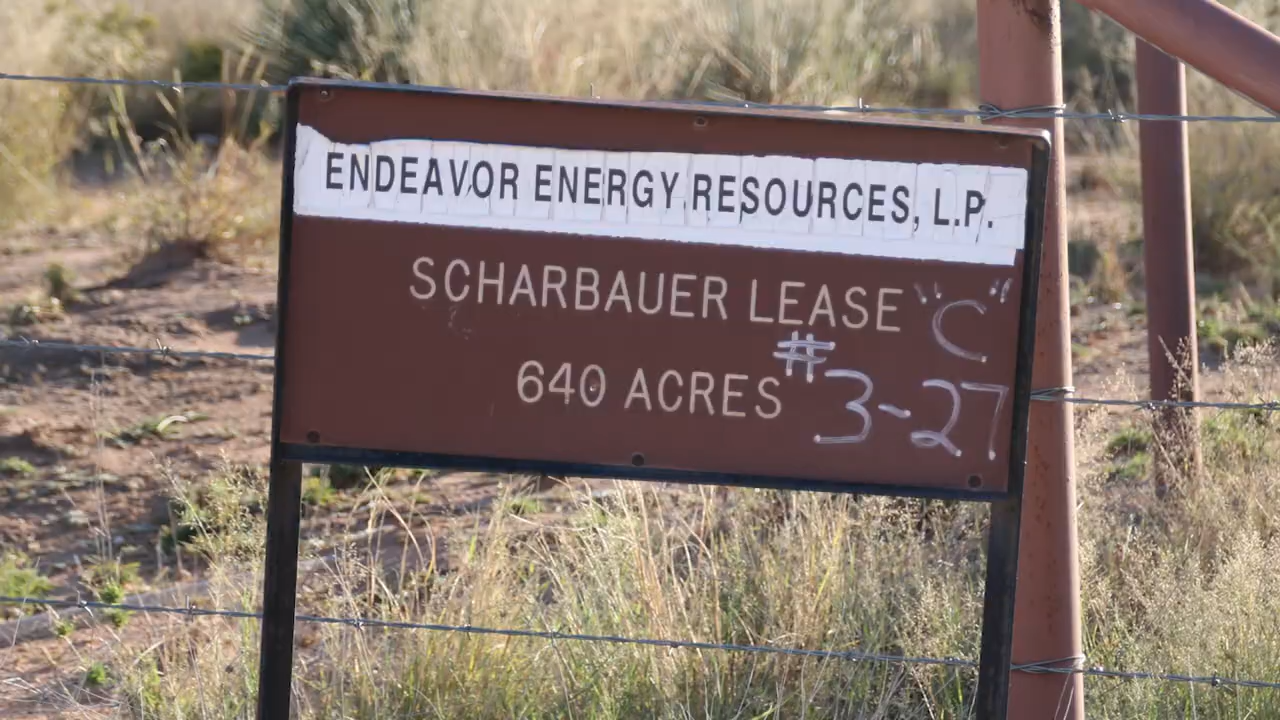 ENDEAVOR ENERGY RESOURCES, L.P.
SCHARBAUER LEASE "C"
640 ACRES #3-27